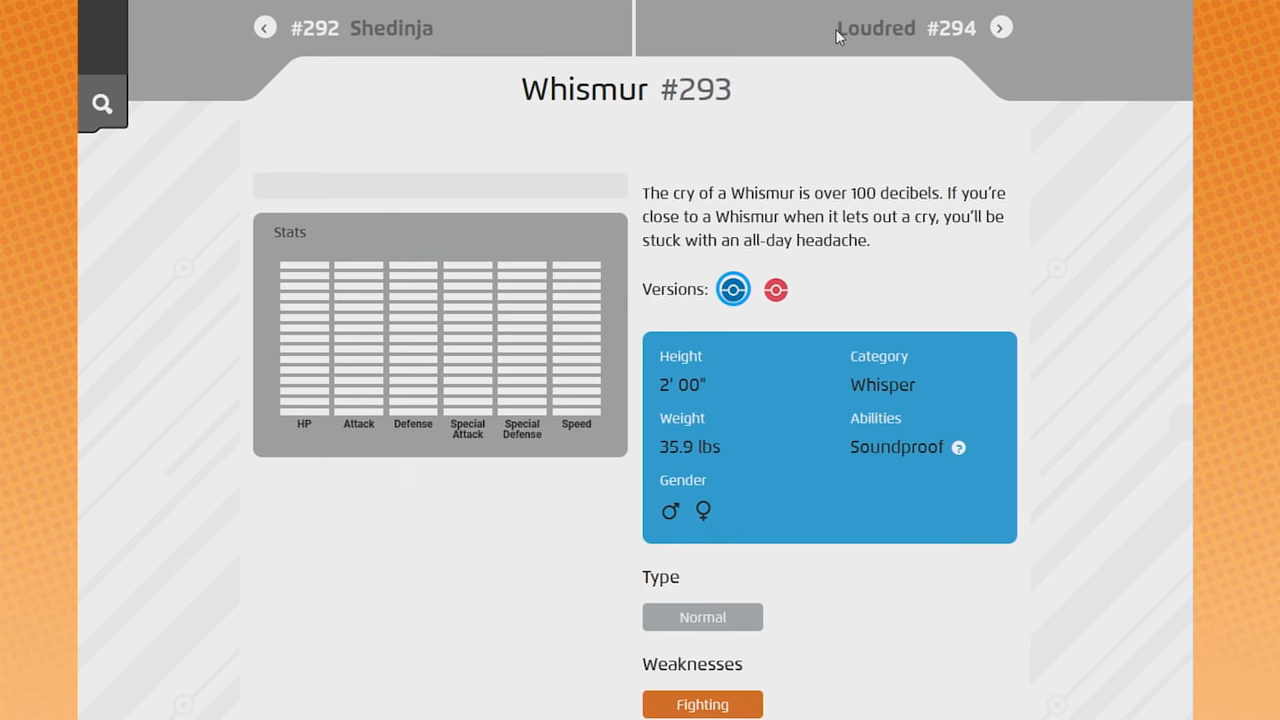 #292 Shedinja
Loudred #294
Whismur #293
The cry of a Whismur is over 100 decibels. If you're
close to a Whismur when it lets out a cry, you'll be
stuck with an all-day headache.
Versions:
Stats
HP
Attack
Defense
Special
Attack
Special
Defense
Speed
Height
2' 00"
Category
Whisper
Weight
35.9 lbs
Abilities
Soundproof ?
Gender
Type
Normal
Weaknesses
Fighting